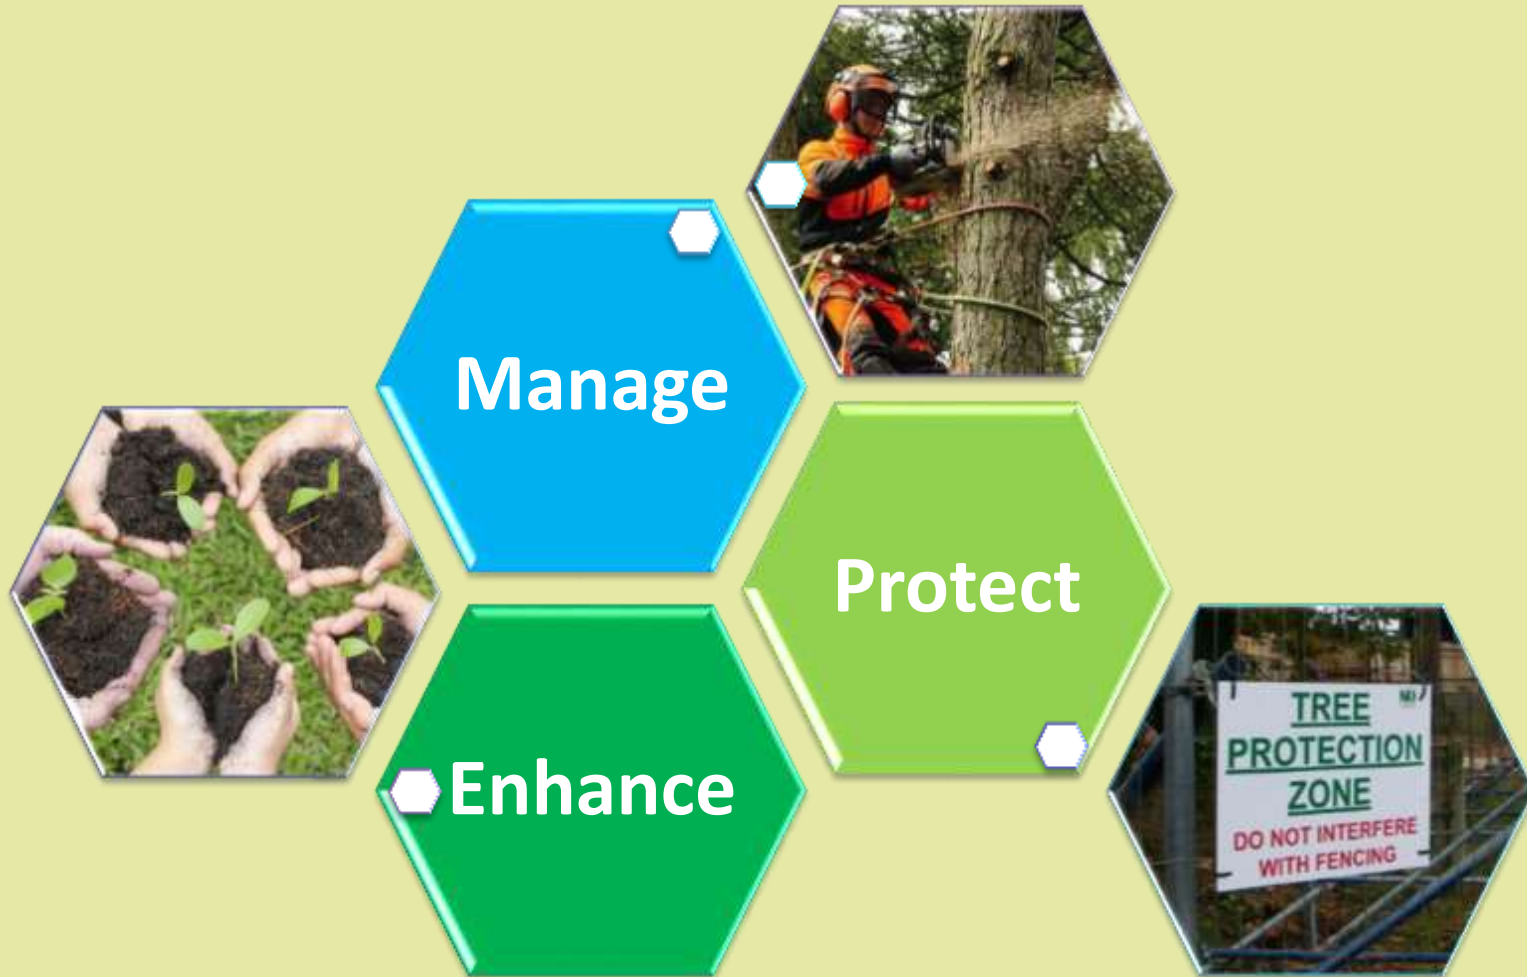 Manage
Protect
Enhance
TREE
PROTECTION
ZONE
DO NOT INTERFERE
WITH FENCING